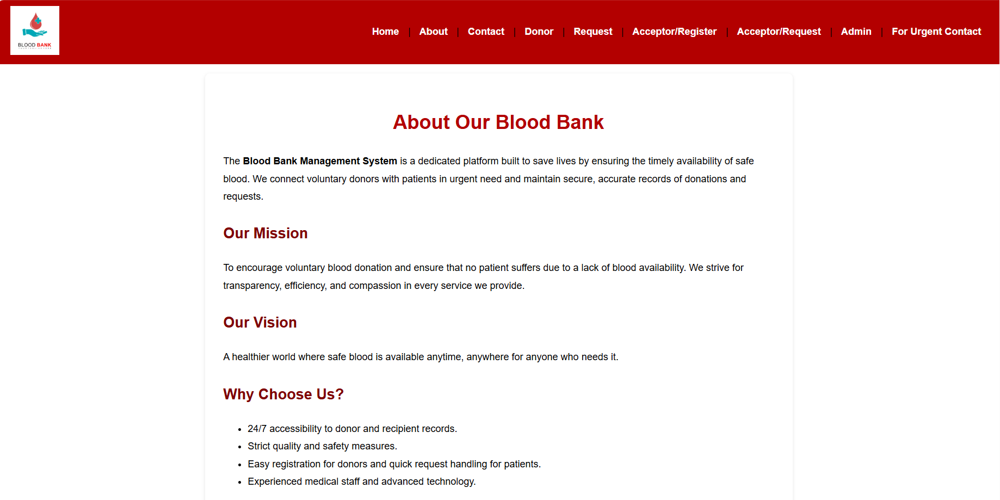 BLOOD BANK
Home | About | Contact | Donor | Request | Acceptor/Register | Acceptor/Request | Admin | For Urgent Contact
About Our Blood Bank
The Blood Bank Management System is a dedicated platform built to save lives by ensuring the timely availability of safe
blood. We connect voluntary donors with patients in urgent need and maintain secure, accurate records of donations and
requests.
Our Mission
To encourage voluntary blood donation and ensure that no patient suffers due to a lack of blood availability. We strive for
transparency, efficiency, and compassion in every service we provide.
Our Vision
A healthier world where safe blood is available anytime, anywhere for anyone who needs it.
Why Choose Us?
• 24/7 accessibility to donor and recipient records.
• Strict quality and safety measures.
• Easy registration for donors and quick request handling for patients.
• Experienced medical staff and advanced technology.